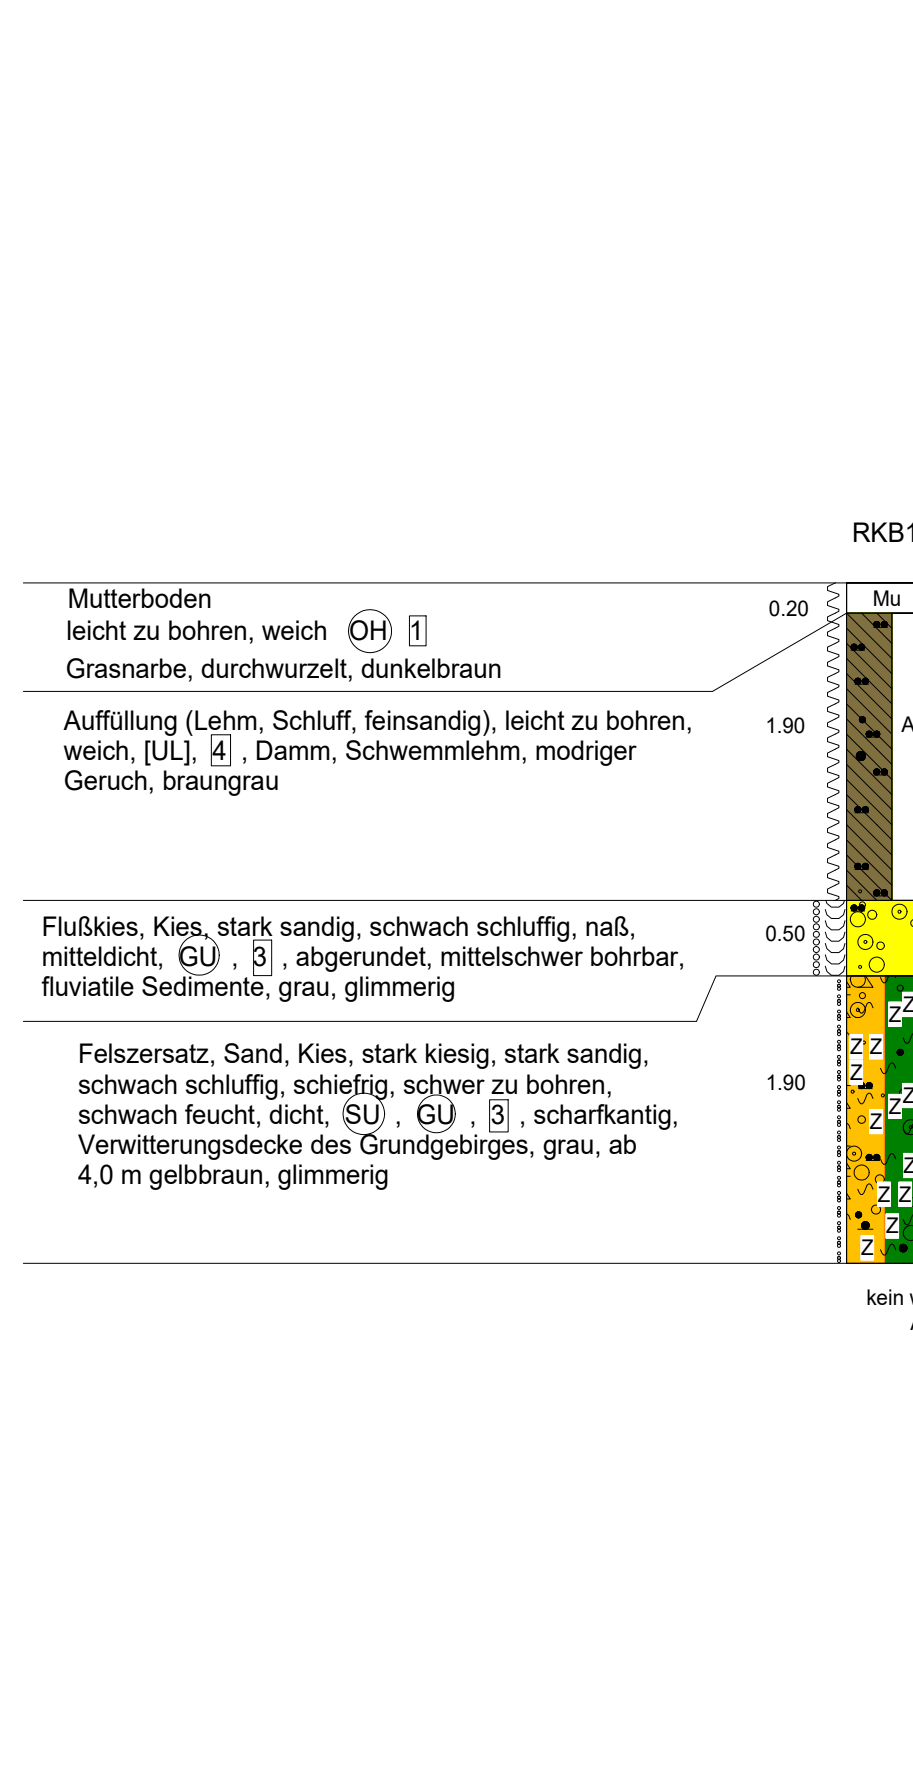 RKB1
Mutterboden
leicht zu bohren, weich OH 1
Grasnarbe, durchwurzelt, dunkelbraun
0.20
Mu
Auffüllung (Lehm, Schluff, feinsandig), leicht zu bohren,
weich, [UL], 4 , Damm, Schwemmlehm, modriger
Geruch, braungrau
1.90
A
Flußkies, Kies, stark sandig, schwach schluffig, naß,
mitteldicht, GU , 3 , abgerundet, mittelschwer bohrbar,
fluviatile Sedimente, grau, glimmerig
0.50
Felszersatz, Sand, Kies, stark kiesig, stark sandig,
schwach schluffig, schiefrig, schwer zu bohren,
schwach feucht, dicht, SU , GU , 3 , scharfkantig,
Verwitterungsdecke des Grundgebirges, grau, ab
4,0 m gelbbraun, glimmerig
1.90
Z Z
Z Z
Z
Z Z
Z
Z
Z Z
Z
Z
kein